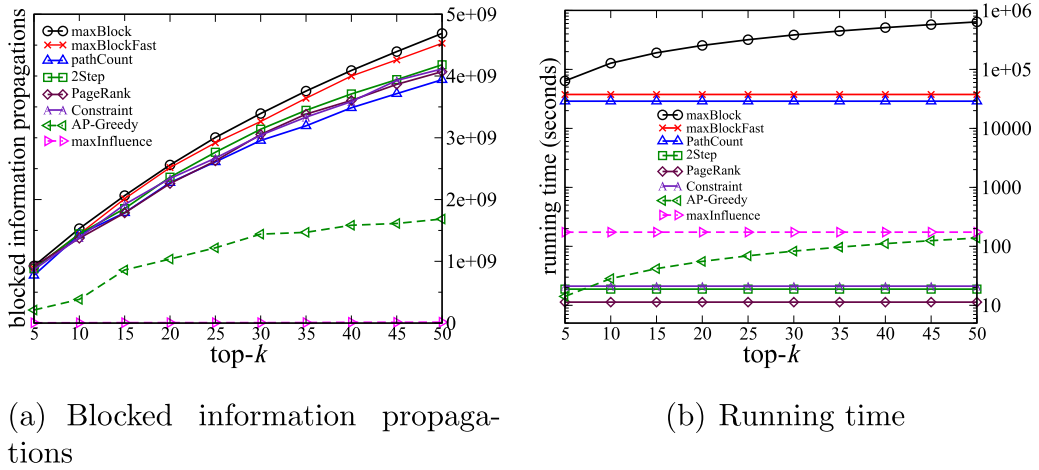 blocked information propagations
maxBlock
maxBlockFast
pathCount
2Step
PageRank
Constraint
AP-Greedy
maxInfluence
5e+09
4e+09
3e+09
2e+09
1e+09
0
5 10 15 20 25 30 35 40 45 50
top-k
(a) Blocked information propaga-
tions
running time (seconds)
maxBlock
maxBlockFast
PathCount
2Step
PageRank
Constraint
AP-Greedy
maxInfluence
1e+06
1e+05
10000
1000
100
10
5 10 15 20 25 30 35 40 45 50
top-k
(b) Running time